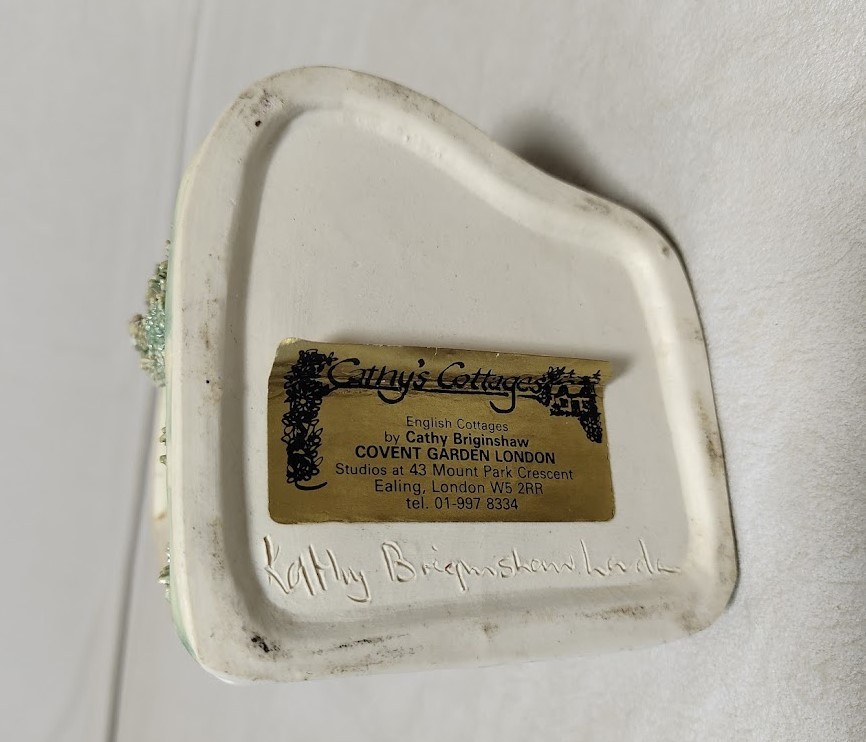 Cathy's Cottages
English Cottages
by Cathy Briginshaw
COVENT GARDEN LONDON
Studios at 43 Mount Park Crescent
Ealing, London W5 2RR
tel. 01-997 8334
Kathy Briginshaw